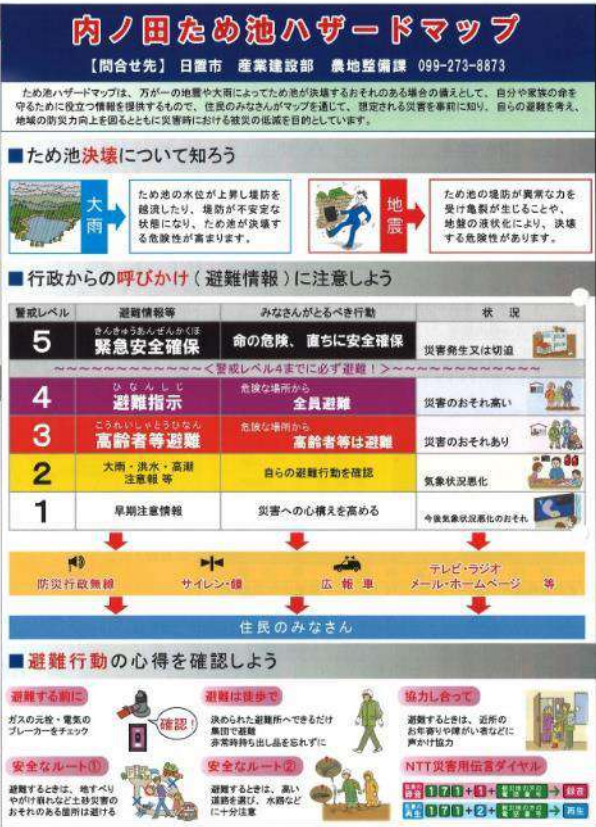 内ノ田ため池ハザードマップ
【問合せ先】 日置市 産業建設部 農地整備課 099-273-8873
ため池ハザードマップは、万が一の地震や大雨によってため池が決壊するおそれのある場合の備えとして、自分や家族の命を
守るために役立つ情報を提供するもので、住民のみなさんがマップを通じて、想定される災害を事前に知り、自らの避難を考え、
地域の防災力向上を図るとともに災害時における被災の低減を目的としています。
■ため池決壊について知ろう
大雨
ため池の水位が上昇し堤防を
越流したり、堤防が不安定な
状態になり、ため池が決壊す
る危険性が高まります。
地震
ため池の堤防が異常な力を
受け亀裂が生じることや、
地盤の液状化により、決壊
する危険性があります。
■行政からの呼びかけ(避難情報)に注意しよう
警戒レベル 避難情報等 みなさんがとるべき行動 状 況
きんきゅうあんぜんかくほ
5 緊急安全確保 命の危険、直ちに安全確保 災害発生又は切迫
～～～～～～～～～～～～～＜警戒レベル4までに必ず避難！＞～～～～～～～～～～～～～
ひなんしじ 危険な場所から
4 避難指示 全員避難 災害のおそれ高い
こうれいしゃとうひなん 危険な場所から
3 高齢者等避難 高齢者等は避難 災害のおそれあり
2 大雨・洪水・高潮
注意報 等 自らの避難行動を確認 気象状況悪化
1 早期注意情報 災害への心構えを高める 今後気象状況悪化のおそれ
防災行政無線 サイレン・鐘 広報車 テレビ・ラジオ
メール・ホームページ 等
住民のみなさん
■避難行動の心得を確認しよう
避難する前に
ガスの元栓・電気の
ブレーカーをチェック
確認！
避難は徒歩で
決められた避難所へできるだけ
集団で避難
非常時持ち出し品を忘れずに
協力し合って
避難するときは、近所の
お年寄りや障がい者などに
声かけ協力
安全なルート①
避難するときは、地すべり
やがけ崩れなど土砂災害の
おそれのある箇所は避ける
安全なルート②
避難するときは、高い
道路を選び、水路など
に十分注意
NTT災害用伝言ダイヤル
録音 171+1+ 録音
再生 171+2+ 再生